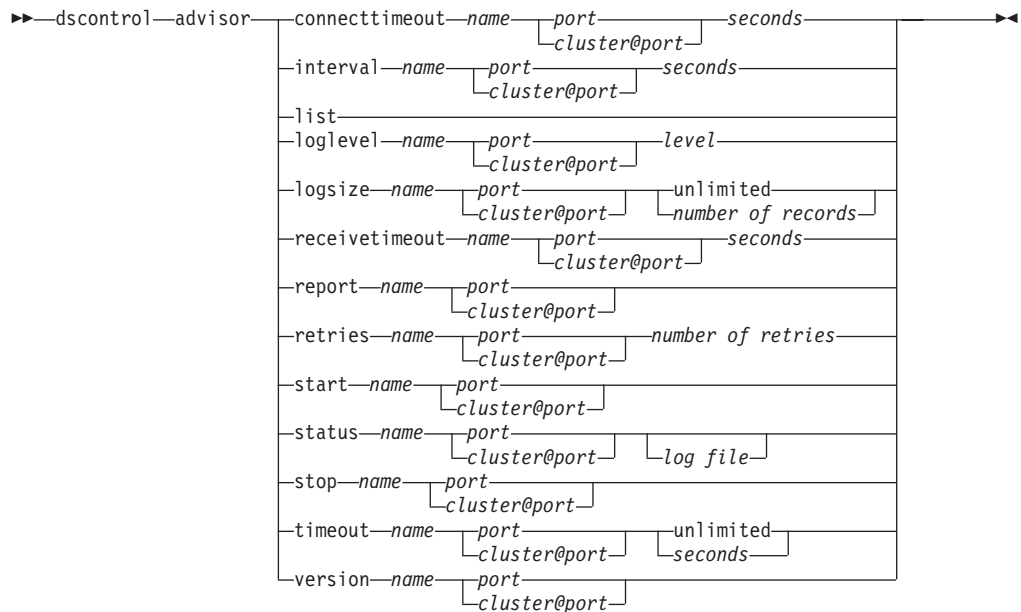 dscontrol advisor connecttimeout name port seconds
cluster@port
interval name port seconds
cluster@port
list
loglevel name port level
cluster@port
logsize name port unlimited
cluster@port number of records
receivetimeout name port seconds
cluster@port
report name port
cluster@port
retries name port number of retries
cluster@port
start name port
cluster@port
status name port
cluster@port log file
stop name port
cluster@port
timeout name port unlimited
cluster@port seconds
version name port
cluster@port